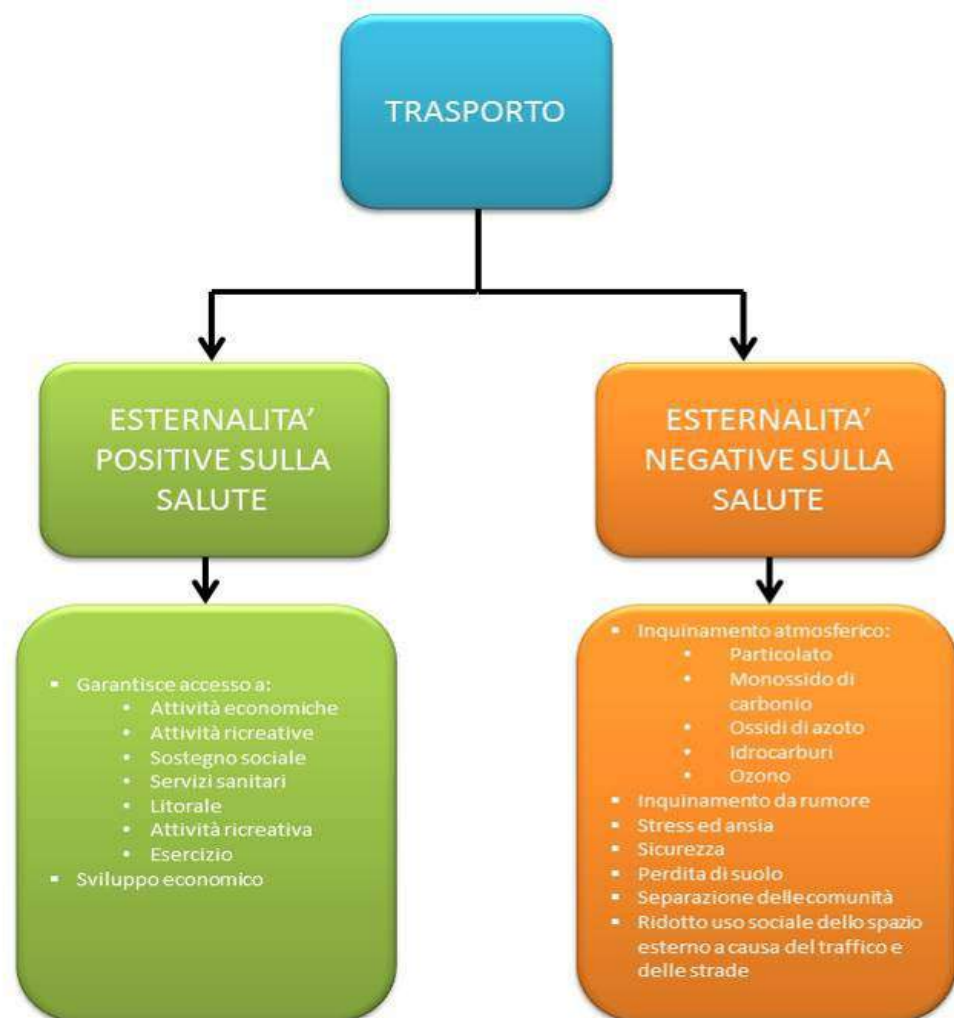 TRASPORTO
ESTERNALITA’
POSITIVE SULLA
SALUTE
▪ Garantisce accesso a:
• Attività economiche
• Attività ricreative
• Sostegno sociale
• Servizi sanitari
• Litorale
• Attività ricreativa
• Esercizio
▪ Sviluppo economico
ESTERNALITA’
NEGATIVE SULLA
SALUTE
▪ Inquinamento atmosferico:
• Particolato
• Monossido di
carbonio
• Ossidi di azoto
• Idrocarburi
• Ozono
▪ Inquinamento da rumore
▪ Stress ed ansia
▪ Sicurezza
▪ Perdita di suolo
▪ Separazione delle comunità
▪ Ridotto uso sociale dello spazio
esterno a causa del traffico e
delle strade